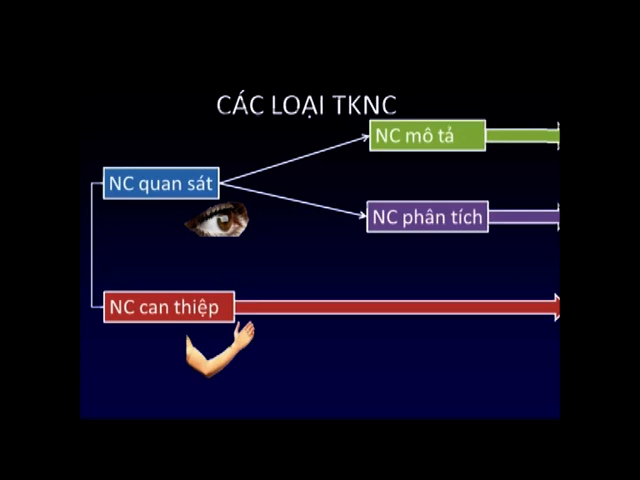 CÁC LOẠI TKNC
NC mô tả
NC quan sát
NC phân tích
NC can thiệp